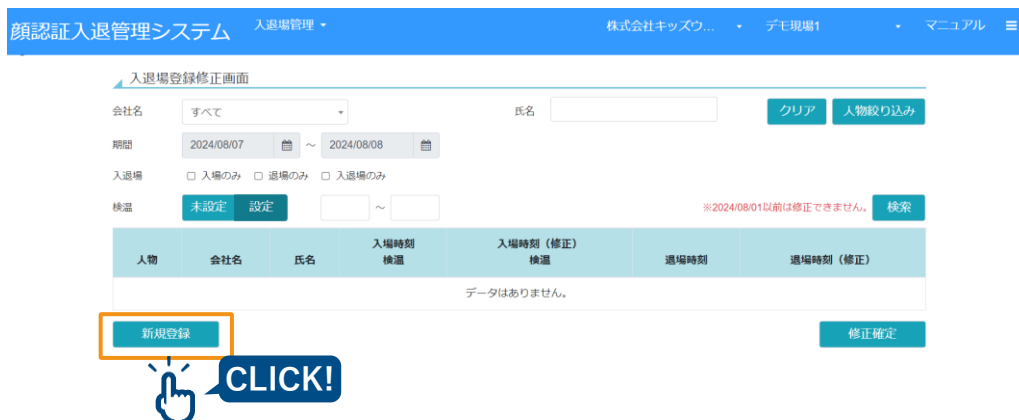 顔認証入退管理システム 入退場管理 株式会社キッズウ... デモ現場1 マニュアル
入退場登録修正画面
会社名 すべて 氏名 クリア 人物絞り込み
期間 2024/08/07 ～ 2024/08/08
入退場 入場のみ 退場のみ 入退場のみ
検温 未設定 設定 ～ ※2024/08/01以前は修正できません。 検索
人物 会社名 氏名 入場時刻 検温 入場時刻（修正） 検温 退場時刻 退場時刻（修正）
データはありません。
新規登録 修正確定
CLICK!